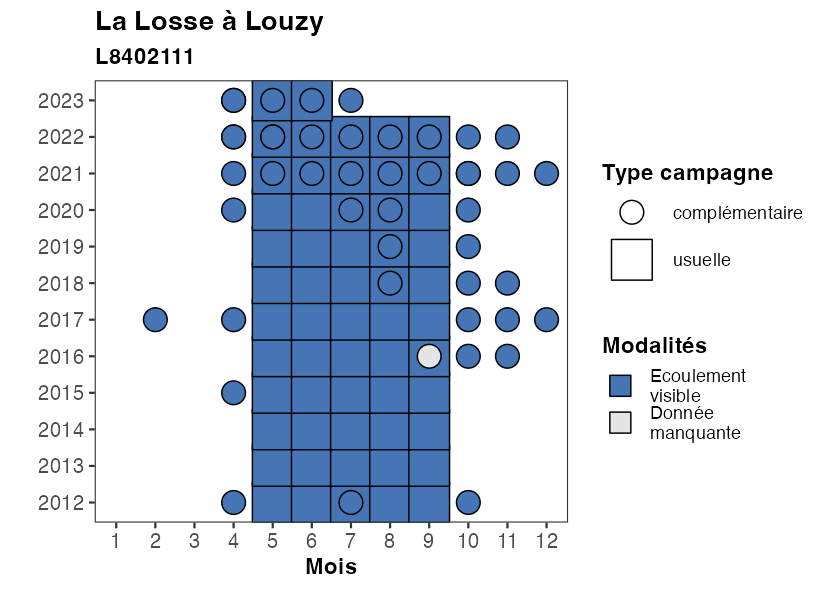 La Losse à Louzy
L8402111
2023
2022
2021
2020
2019
2018
2017
2016
2015
2014
2013
2012
1 2 3 4 5 6 7 8 9 10 11 12
Mois
Type campagne
complémentaire
usuelle
Modalités
Ecoulement
visible
Donnée
manquante